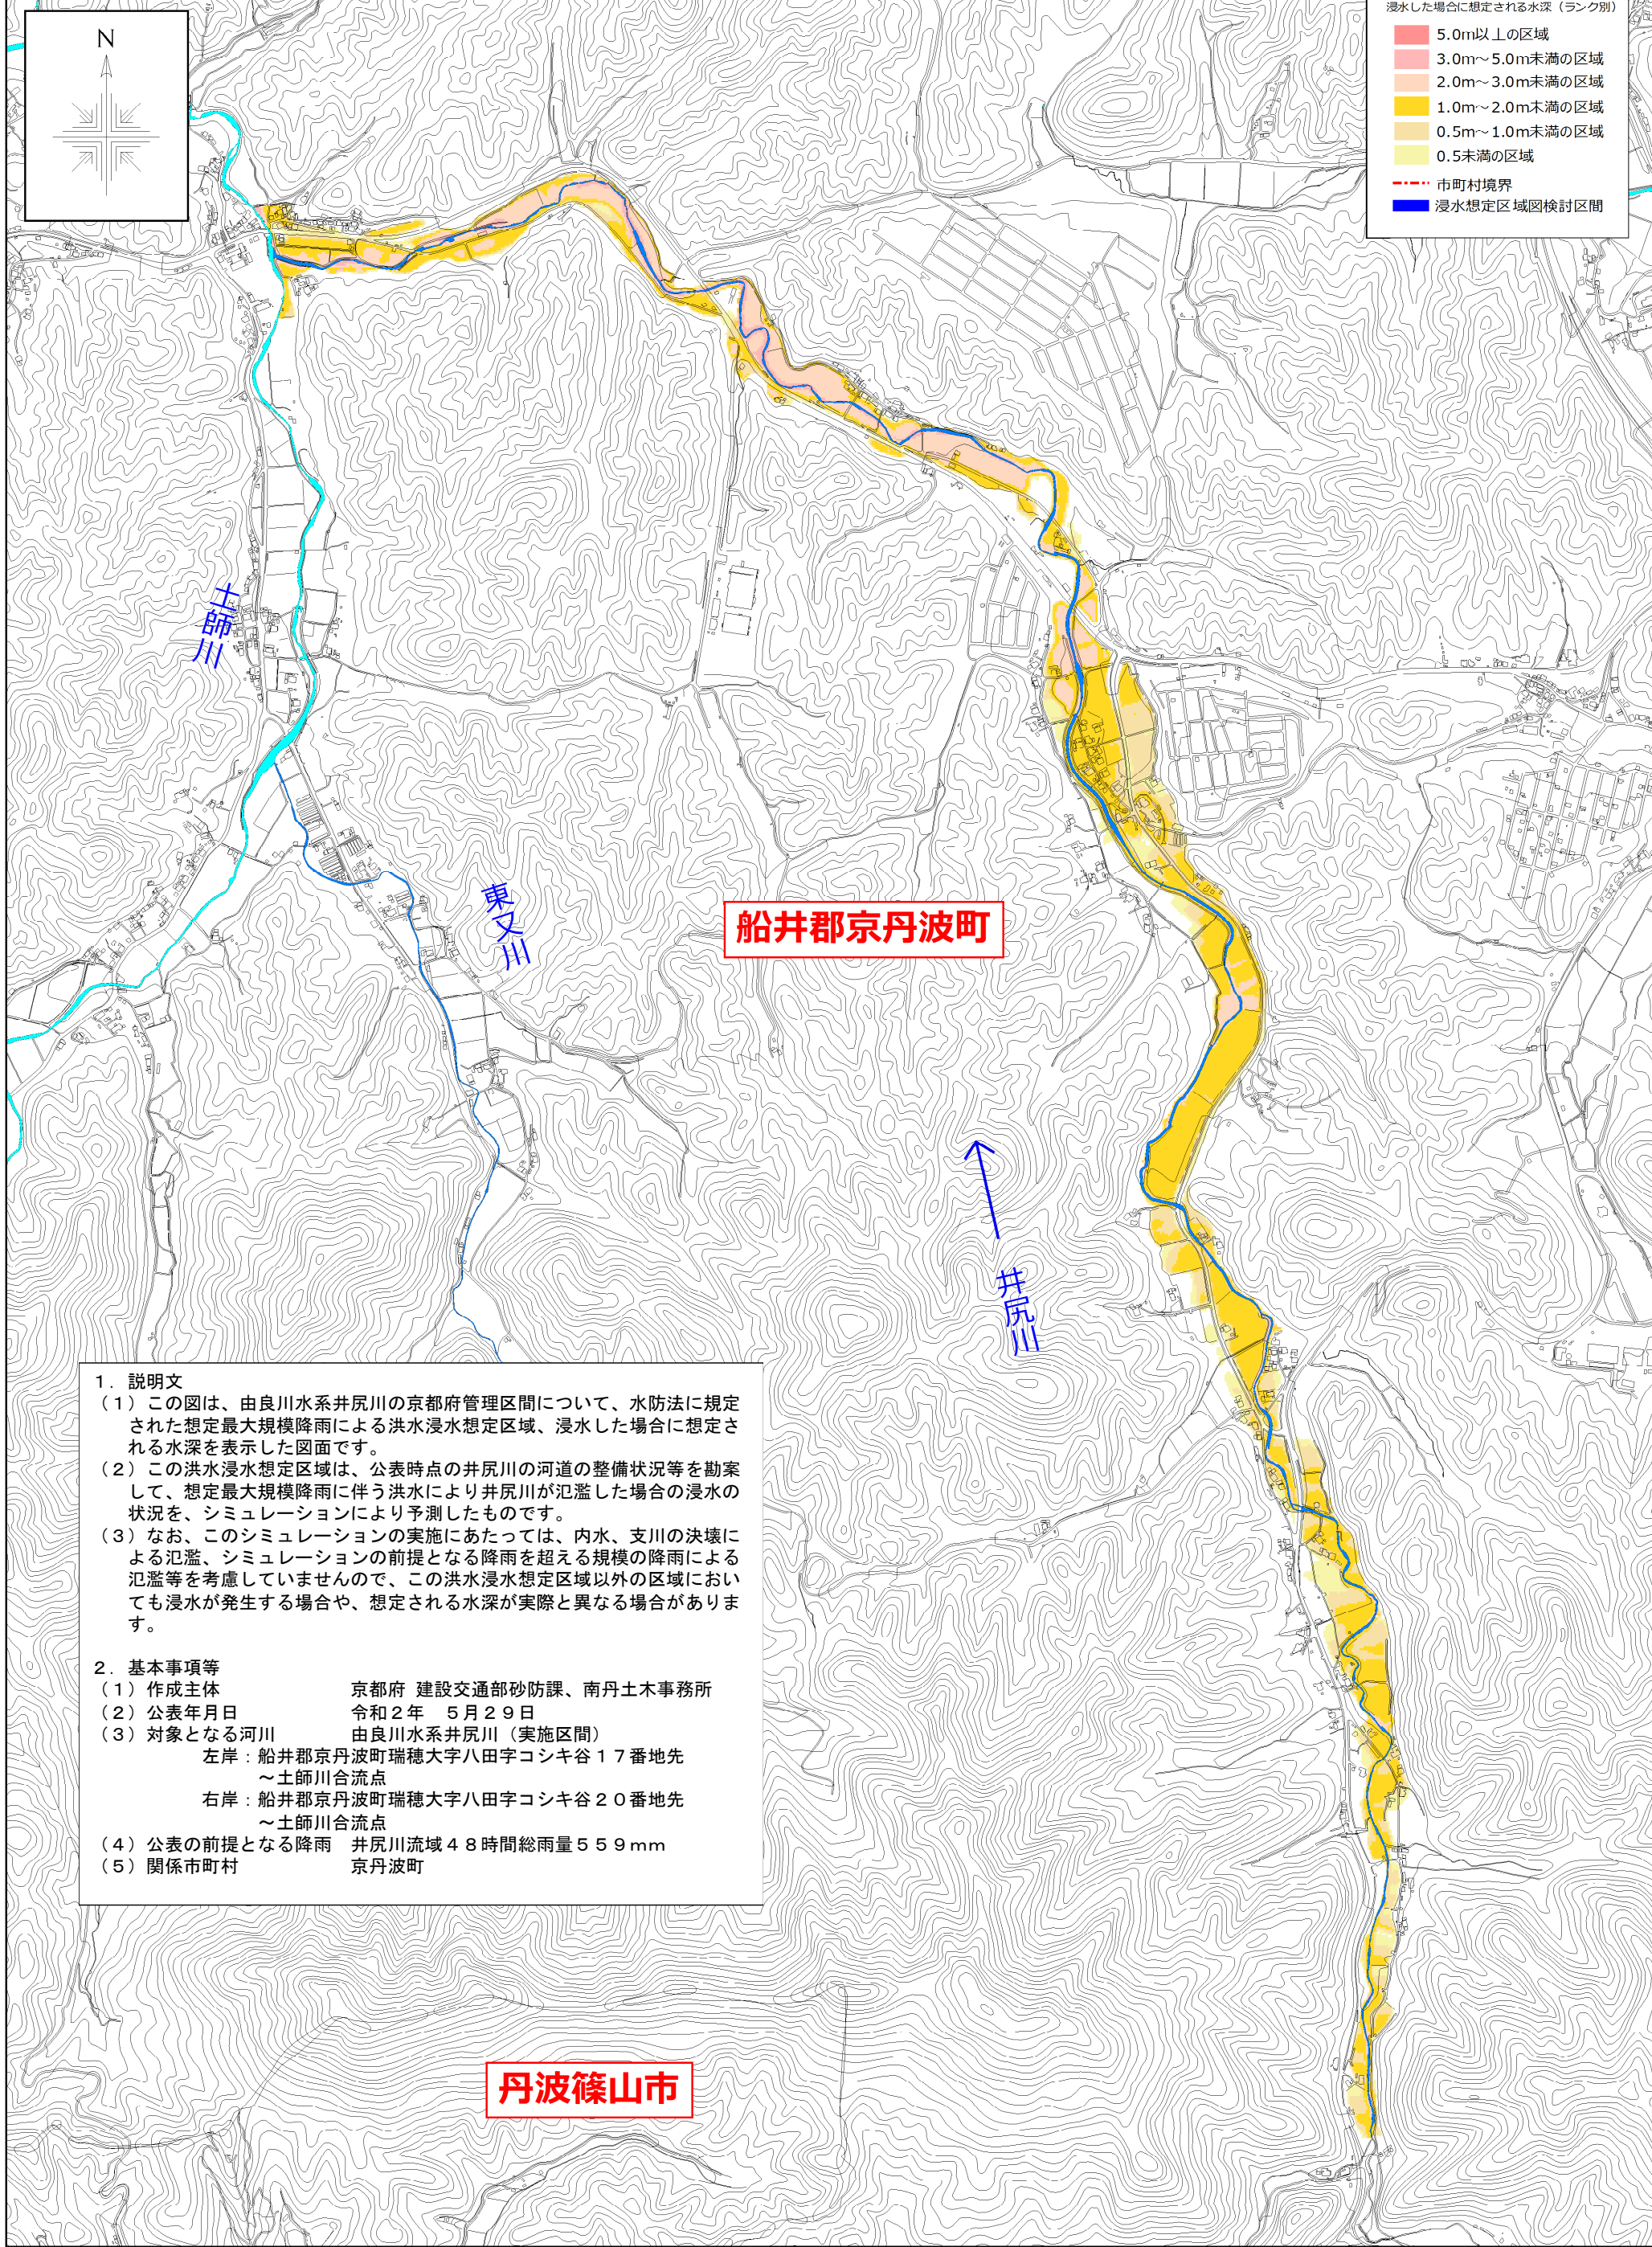 N
浸水した場合に想定される水深（ランク別）
5.0m以上の区域
3.0m～5.0m未満の区域
2.0m～3.0m未満の区域
1.0m～2.0m未満の区域
0.5m～1.0m未満の区域
0.5未満の区域
市町村境界
浸水想定区域図検討区間
土師川
東又川
船井郡京丹波町
井尻川
1．説明文
（1）この図は、由良川水系井尻川の京都府管理区間について、水防法に規定
された想定最大規模降雨による洪水浸水想定区域、浸水した場合に想定さ
れる水深を表示した図面です。
（2）この洪水浸水想定区域は、公表時点の井尻川の河道の整備状況等を勘案
して、想定最大規模降雨に伴う洪水により井尻川が氾濫した場合の浸水の
状況を、シミュレーションにより予測したものです。
（3）なお、このシミュレーションの実施にあたっては、内水、支川の決壊に
よる氾濫、シミュレーションの前提となる降雨を超える規模の降雨による
氾濫等を考慮していませんので、この洪水浸水想定区域以外の区域におい
ても浸水が発生する場合や、想定される水深が実際と異なる場合がありま
す。
2．基本事項等
（1）作成主体　京都府 建設交通部砂防課、南丹土木事務所
（2）公表年月日　令和２年　５月２９日
（3）対象となる河川　由良川水系井尻川（実施区間）
左岸：船井郡京丹波町瑞穂大字八田字コシキ谷１７番地先
～土師川合流点
右岸：船井郡京丹波町瑞穂大字八田字コシキ谷２０番地先
～土師川合流点
（4）公表の前提となる降雨　井尻川流域４８時間総雨量５５９mm
（5）関係市町村　京丹波町
丹波篠山市